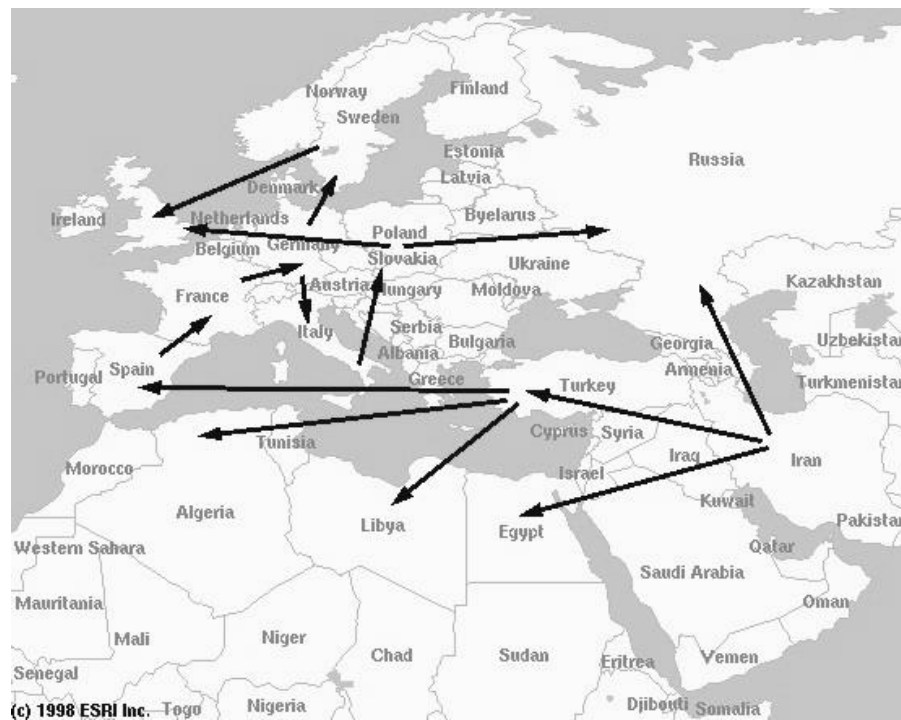 Norway
Finland
Sweden
Estonia
Russia
Latvia
Denmark
Ireland
Netherlands
Byelarus
Poland
Belgium
Germany
Slovakia
Ukraine
Kazakhstan
Austria
Hungary
Moldova
France
Italy
Serbia
Georgia
Uzbekistan
Bulgaria
Albania
Armenia
Portugal
Spain
Greece
Turkey
Turkmenistan
Tunisia
Cyprus
Syria
Morocco
Iraq
Iran
Israel
Kuwait
Algeria
Libya
Egypt
Pakistan
Western Sahara
Qatar
Saudi Arabia
Mauritania
Oman
Mali
Niger
Chad
Sudan
Yemen
Eritrea
Senegal
(c) 1998 ESRI Inc.
Togo
Nigeria
Djibouti
Somalia